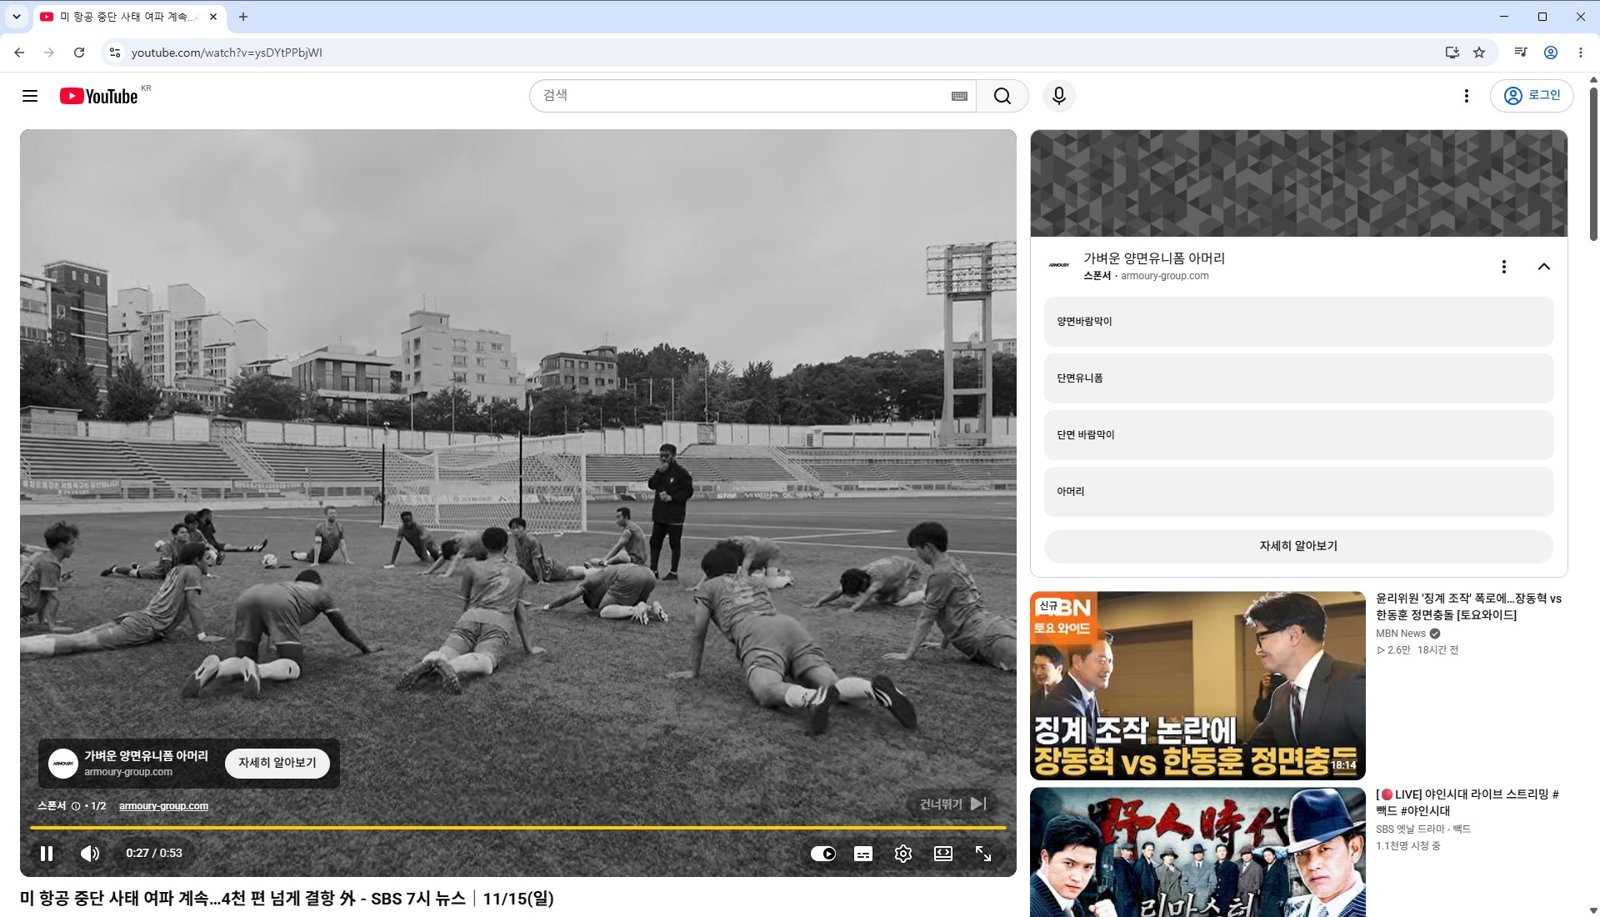 미 항공 중단 사태 여파 계속...4
youtube.com/watch?v=ysDYtPPbjWI
YouTube KR
검색
로그인
가벼운 양면유니폼 아머리
armoury-group.com
자세히 알아보기
스폰서 • 1/2 armoury-group.com
건너뛰기
0:27 / 0:53
미 항공 중단 사태 여파 계속...4천 편 넘게 결항 外 - SBS 7시 뉴스｜11/15(일)
ARMOURY
가벼운 양면유니폼 아머리
스폰서 · armoury-group.com
양면바람막이
단면유니폼
단면 바람막이
아머리
자세히 알아보기
신규
MBN
토요 와이드
징계 조작 논란에
장동혁 vs 한동훈 정면충돌
18:14
윤리위원 '징계 조작' 폭로에...장동혁 vs
한동훈 정면충돌 [토요와이드]
MBN News
2.6만 18시간 전
野人時代
리마스터
[🔴LIVE] 야인시대 라이브 스트리밍 #
빽드 #야인시대
SBS 옛날 드라마 - 빽드
1.1천명 시청 중